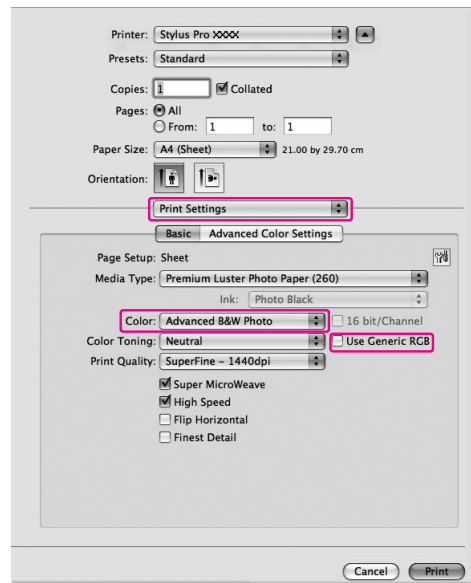 Printer: Stylus Pro XXXX
Presets: Standard
Copies: 1 Collated
Pages: All
From: 1 to: 1
Paper Size: A4 (Sheet) 21.00 by 29.70 cm
Orientation:
Print Settings
Basic Advanced Color Settings
Page Setup: Sheet
Media Type: Premium Luster Photo Paper (260)
Ink: Photo Black
Color: Advanced B&W Photo 16 bit/Channel
Color Toning: Neutral Use Generic RGB
Print Quality: SuperFine – 1440dpi
Super MicroWeave
High Speed
Flip Horizontal
Finest Detail
Cancel Print